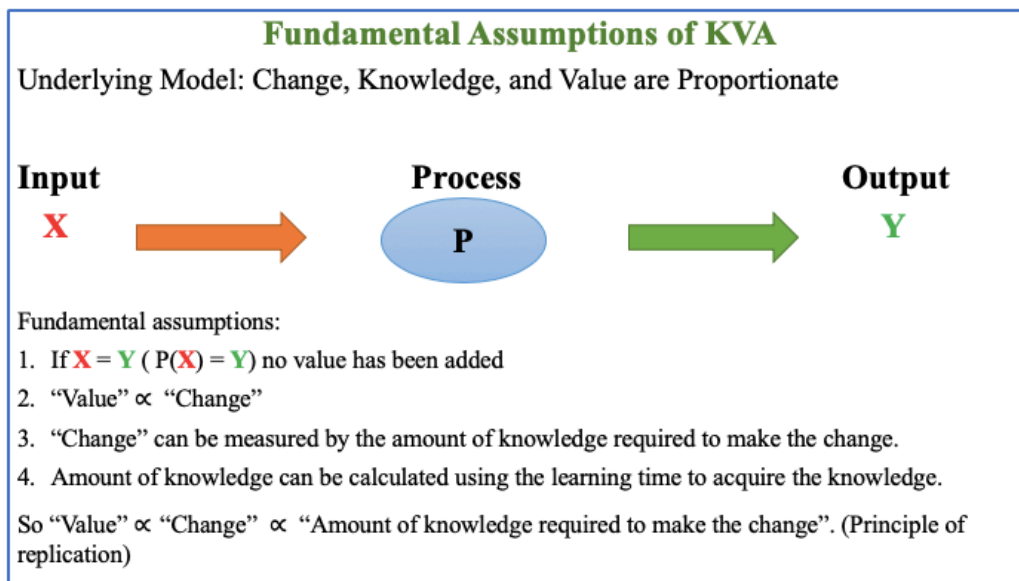 Fundamental Assumptions of KVA
Underlying Model: Change, Knowledge, and Value are Proportionate
Input Process Output
X P Y
Fundamental assumptions:
1. If X = Y ( P(X) = Y) no value has been added
2. “Value” ∝ “Change”
3. “Change” can be measured by the amount of knowledge required to make the change.
4. Amount of knowledge can be calculated using the learning time to acquire the knowledge.
So “Value” ∝ “Change” ∝ “Amount of knowledge required to make the change”. (Principle of
replication)